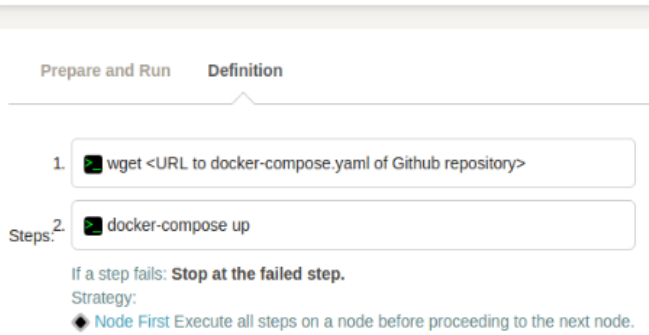 Prepare and Run Definition
1. wget <URL to docker-compose.yaml of Github repository>
Steps: 2. docker-compose up
If a step fails: Stop at the failed step.
Strategy:
Node First Execute all steps on a node before proceeding to the next node.